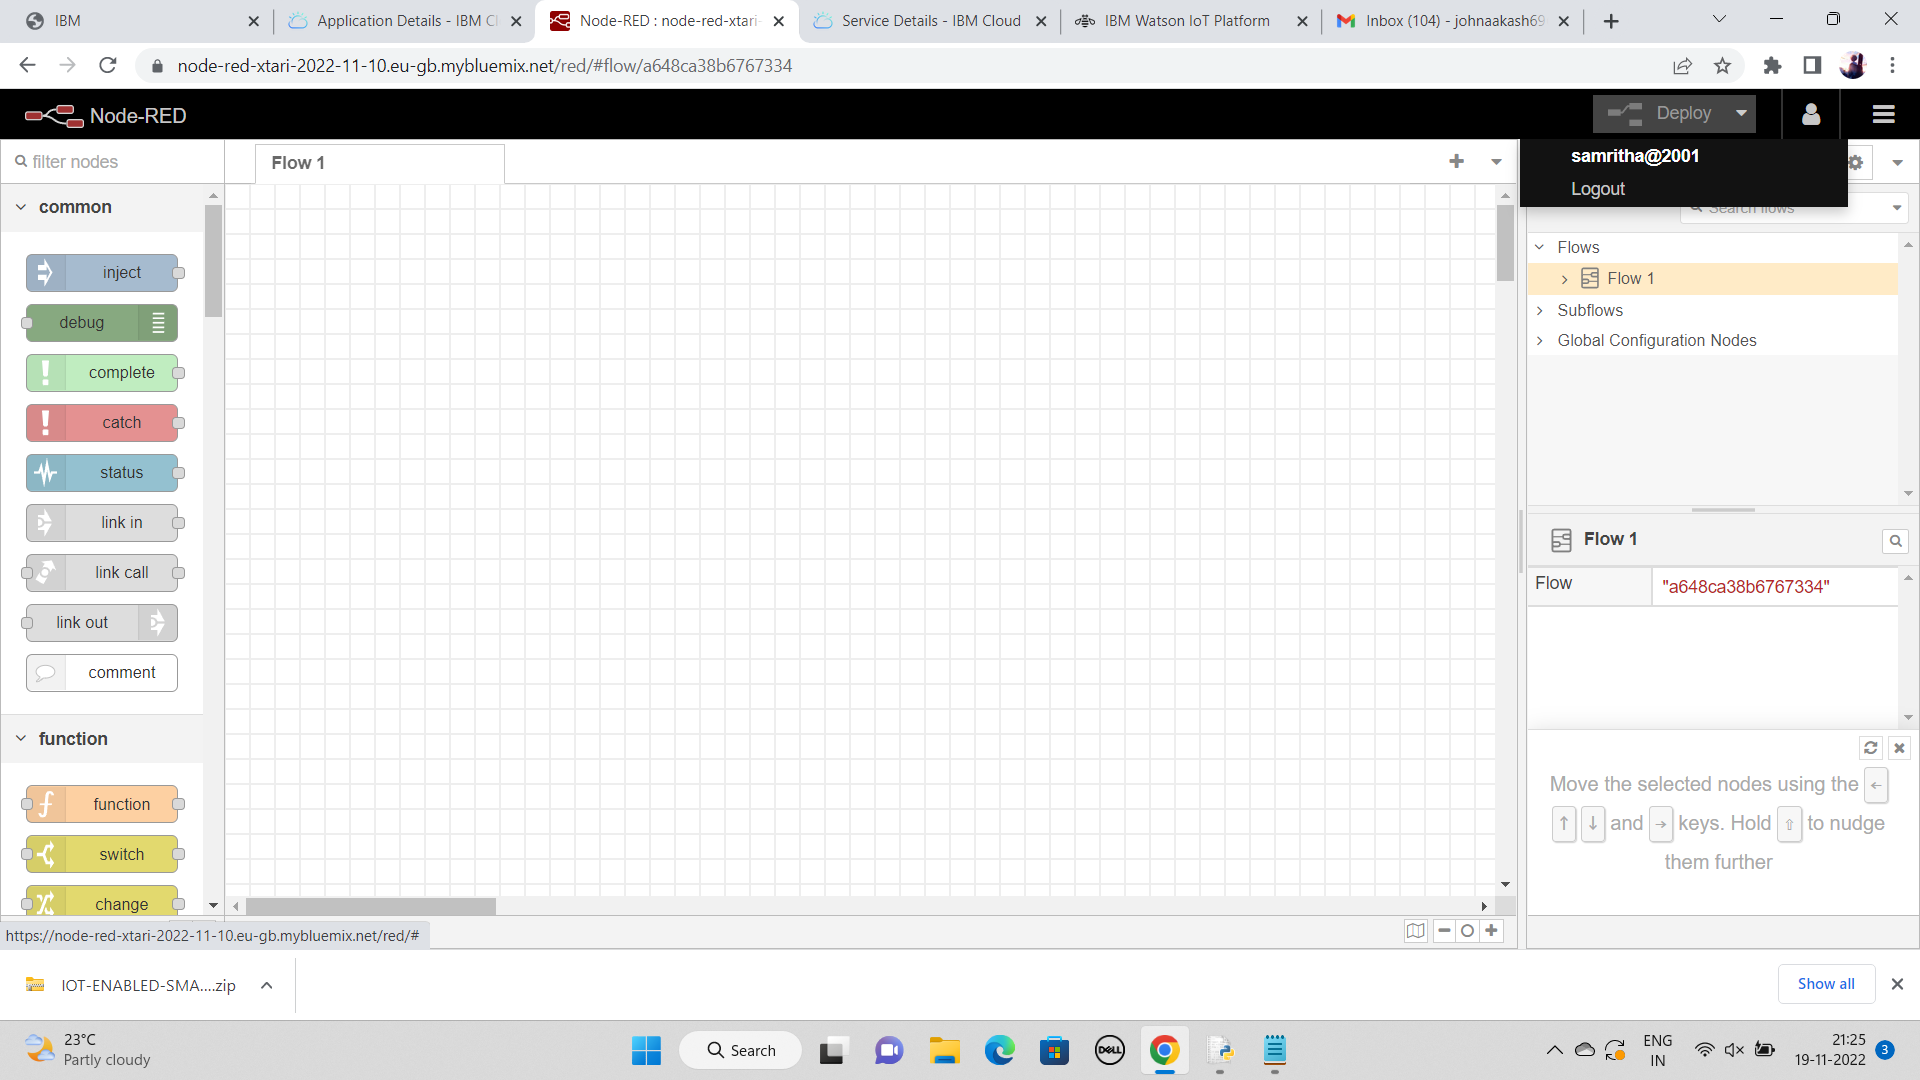 IBM
Application Details - IBM Cl
Node-RED : node-red-xtari-
Service Details - IBM Cloud
IBM Watson IoT Platform
Inbox (104) - johnaakash69
node-red-xtari-2022-11-10.eu-gb.mybluemix.net/red/#flow/a648ca38b6767334
Node-RED
Deploy
filter nodes
Flow 1
samritha@2001
Logout
Search flows
common
inject
debug
complete
catch
status
link in
link call
link out
comment
function
function
switch
change
Flows
Flow 1
Subflows
Global Configuration Nodes
Flow 1
Flow
"a648ca38b6767334"
Move the selected nodes using the ←
↑ ↓ and → keys. Hold ⇧ to nudge
them further
https://node-red-xtari-2022-11-10.eu-gb.mybluemix.net/red/#
IOT-ENABLED-SMA....zip
Show all
23°C
Partly cloudy
Search
DELL
ENG
IN
21:25
19-11-2022
3